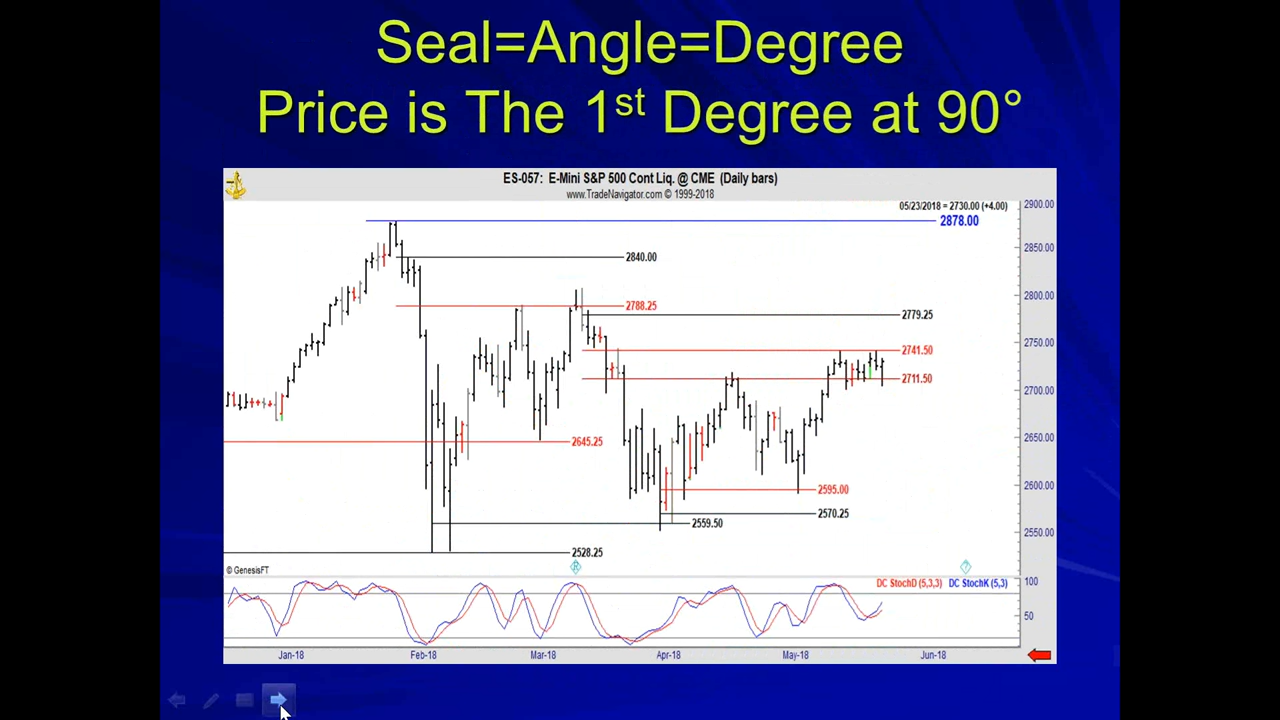 Seal=Angle=Degree
Price is The 1st Degree at 90°
ES-057: E-Mini S&P 500 Cont Liq. @ CME (Daily bars)
www.TradeNavigator.com © 1999-2018
05/23/2018 = 2730.00 (+4.00)
2900.00
2878.00
2850.00
2840.00
2800.00
2788.25
2779.25
2750.00
2741.50
2711.50
2700.00
2650.00
2645.25
2600.00
2595.00
2570.25
2559.50
2550.00
2528.25
R
?
© GenesisFT
DC StochD (5,3,3) DC StochK (5,3)
100
50
Jan-18 Feb-18 Mar-18 Apr-18 May-18 Jun-18